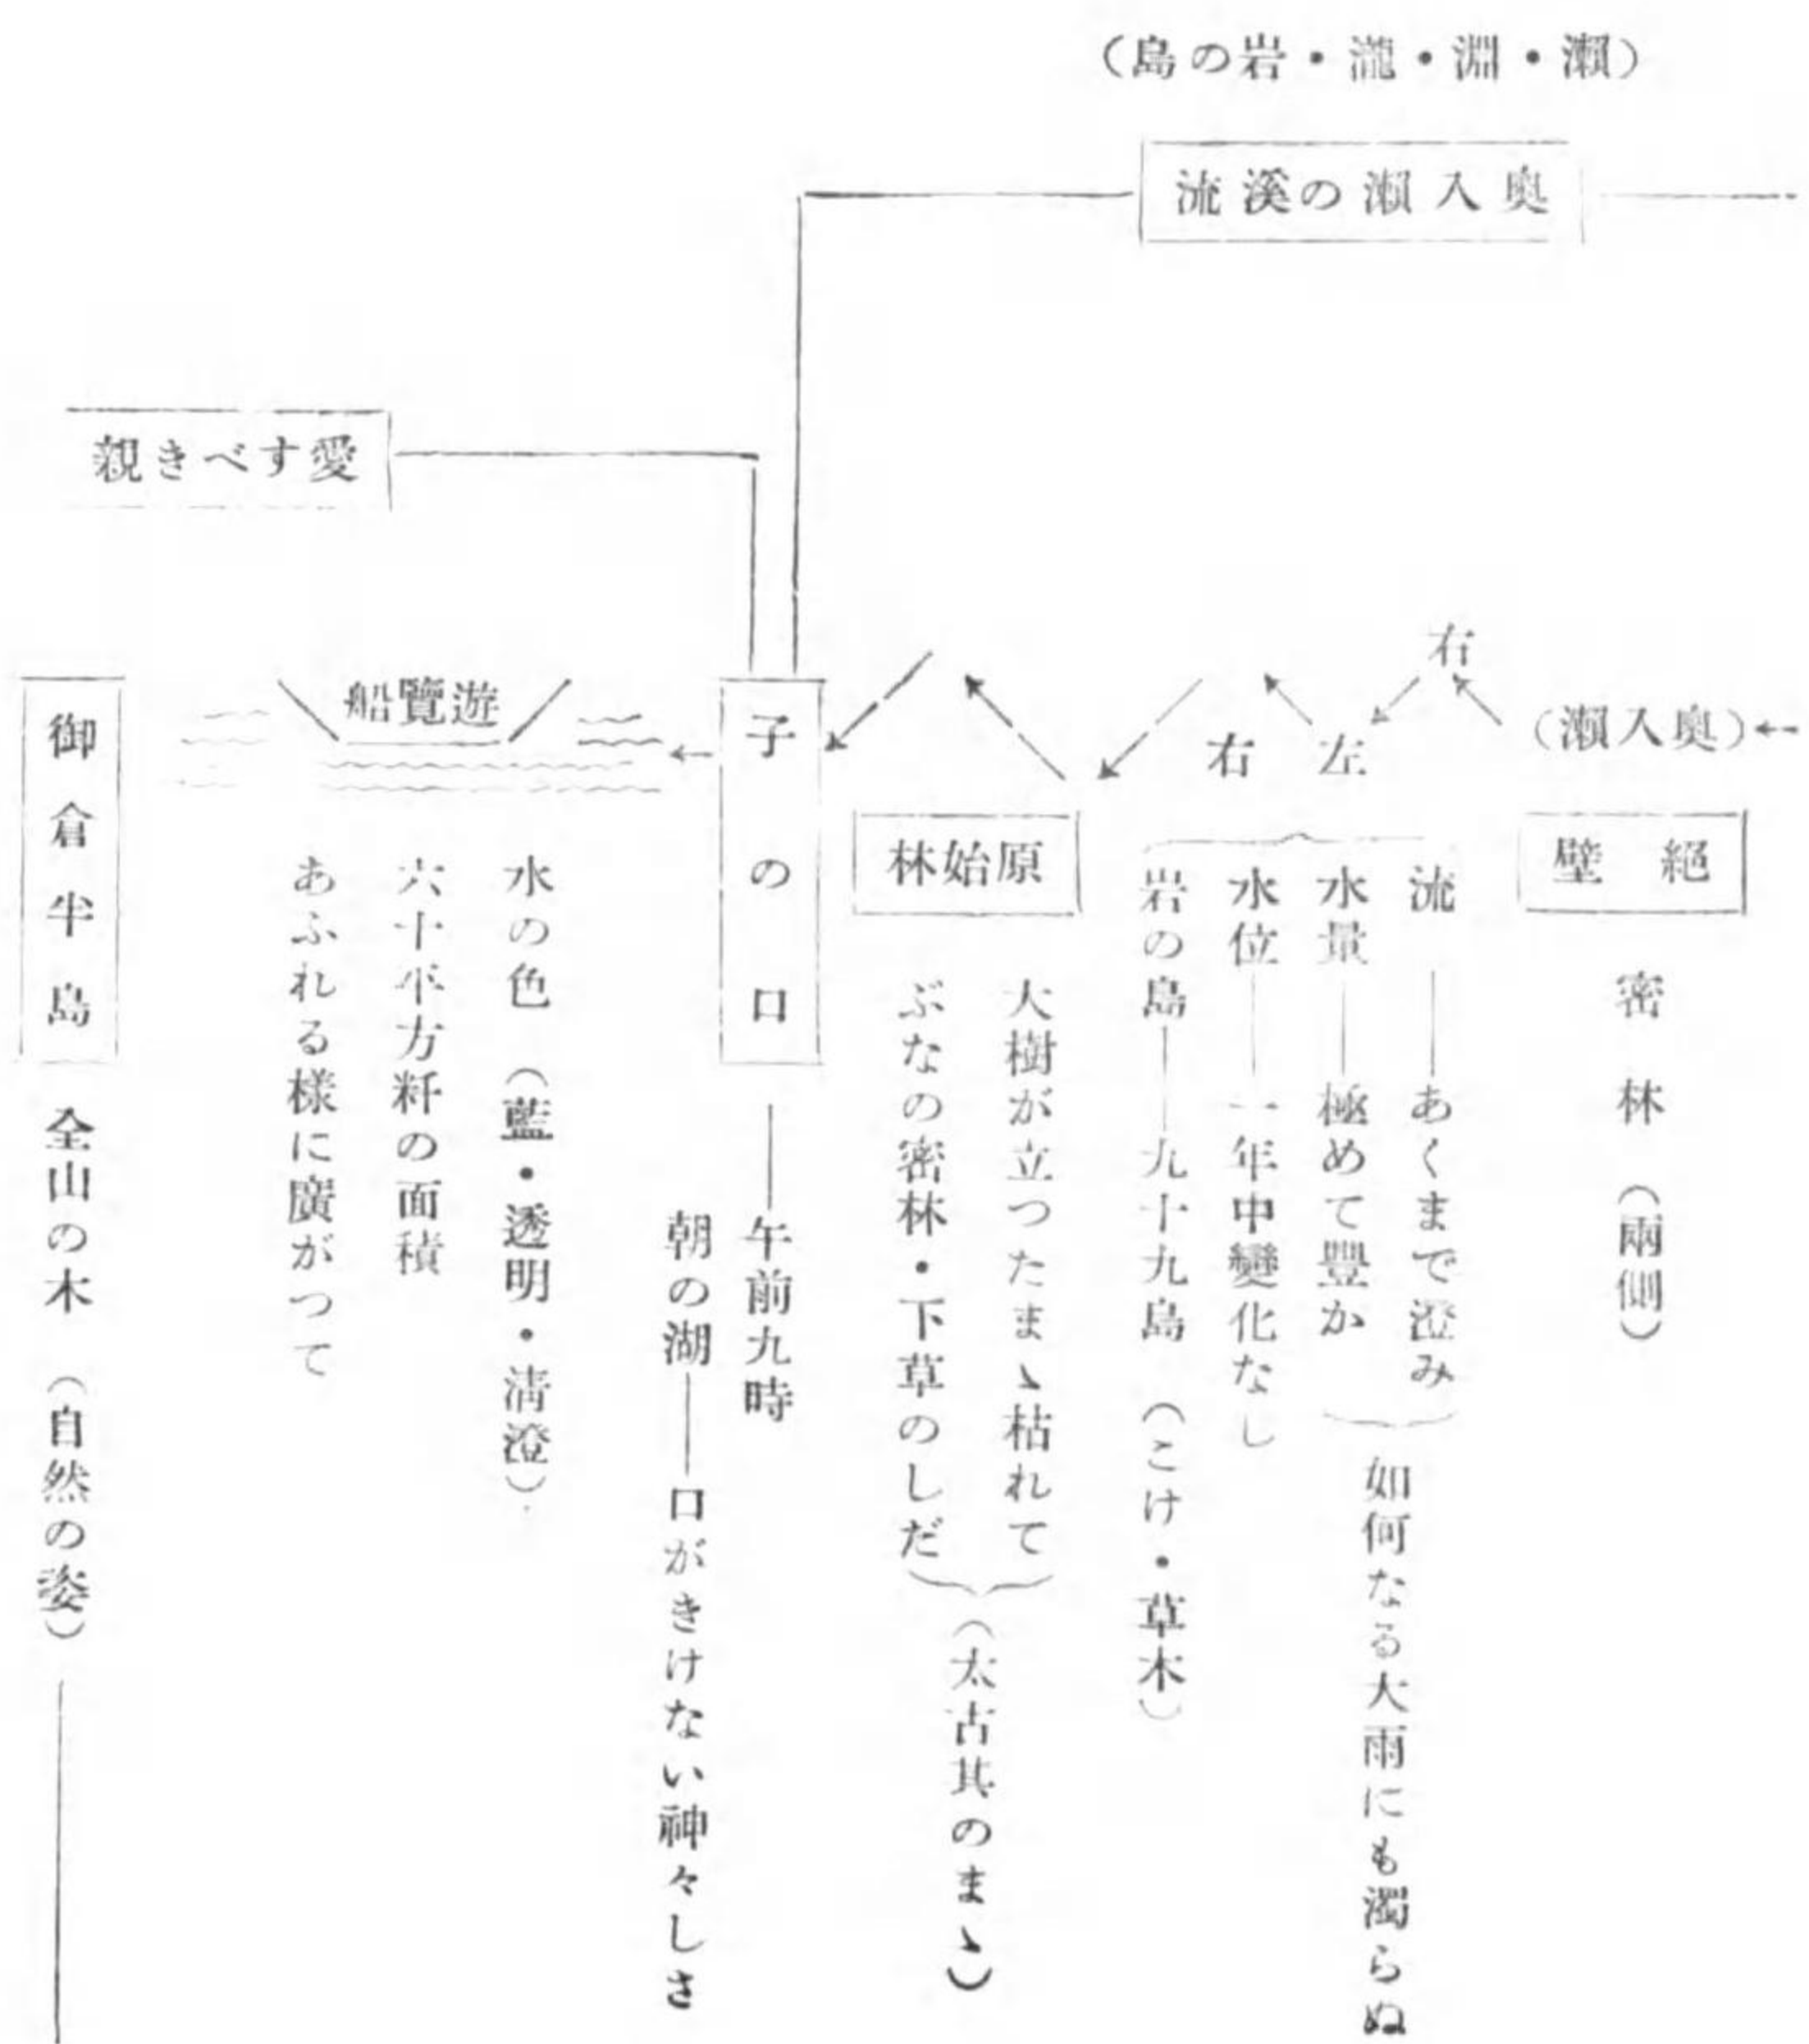 (瀨・淵・瀧・岩の島)
奥入瀨の溪流
愛すべき親
(奥入瀨)
右
左
右
絕壁
密林 (兩側)
流――あくまで澄み
水量――極めて豐か
如何なる大雨にも濁らぬ
水位――一年中變化なし
岩の島――九十九島 (こけ・草木)
原始林
大樹が立つたまゝ枯れて
ぶなの密林・下草のしだ
(太古其のまゝ)
子の口――午前九時
朝の湖――口がきけない神々しさ
遊覽船
水の色 (藍・透明・清澄)
六十平方粁の面積
あふれる樣に廣がつて
御倉半島 全山の木 (自然の姿)――